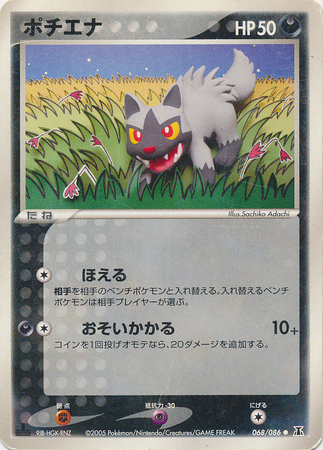 ポチエナ HP50
Illus.Sachiko Adachi
たね
ほえる
相手を相手のベンチポケモンと入れ替える。入れ替えるベンチ
ポケモンは相手プレイヤーが選ぶ。
おそいかかる 10+
コインを1回投げオモテなら、20ダメージを追加する。
弱点 抵抗力 -30 にげる
©2005 Pokémon/Nintendo/Creatures/GAME FREAK 068/086